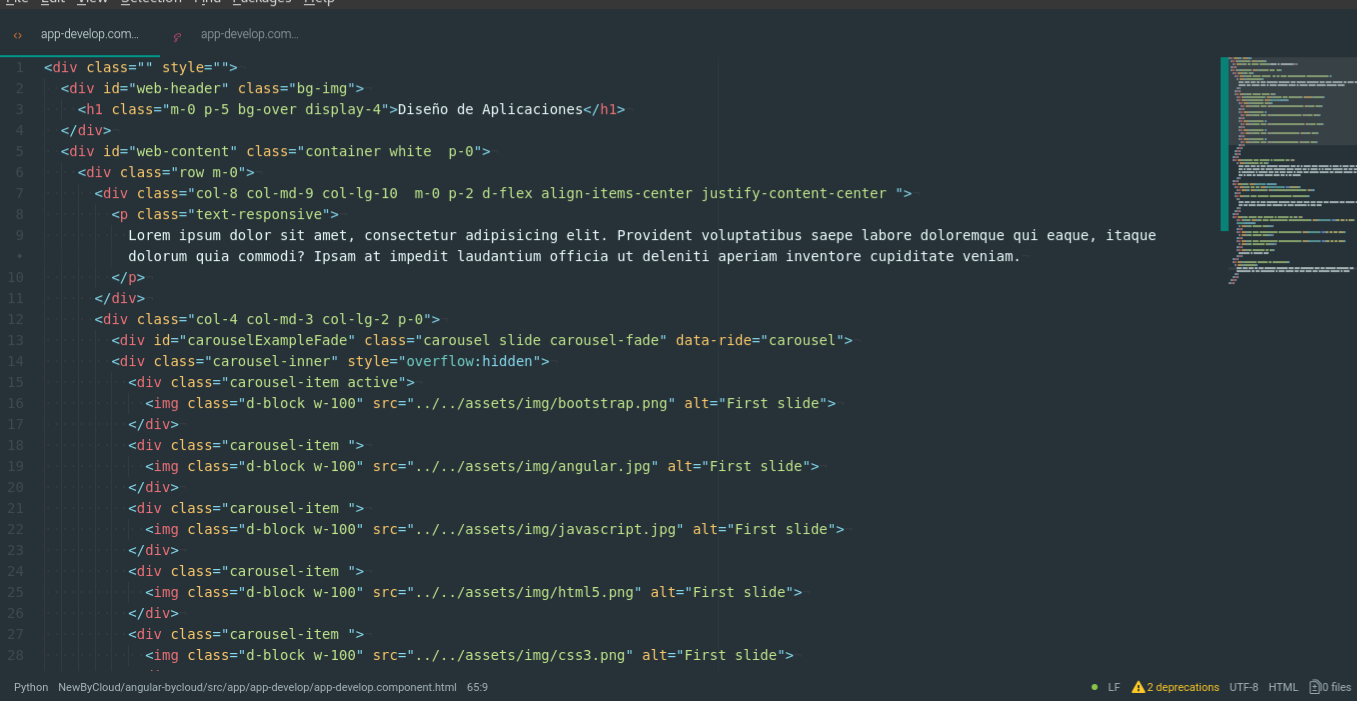 File Edit View Selection Find Packages Help
app-develop.com...
app-develop.com...
1 <div class="" style="">
2 <div id="web-header" class="bg-img">
3 <h1 class="m-0 p-5 bg-over display-4">Diseño de Aplicaciones</h1>
4 </div>
5 <div id="web-content" class="container white  p-0">
6 <div class="row m-0">
7 <div class="col-8 col-md-9 col-lg-10  m-0 p-2 d-flex align-items-center justify-content-center ">
8 <p class="text-responsive">
9 Lorem ipsum dolor sit amet, consectetur adipisicing elit. Provident voluptatibus saepe labore doloremque qui eaque, itaque
• dolorum quia commodi? Ipsam at impedit laudantium officia ut deleniti aperiam inventore cupiditate veniam.
10 </p>
11 </div>
12 <div class="col-4 col-md-3 col-lg-2 p-0">
13 <div id="carouselExampleFade" class="carousel slide carousel-fade" data-ride="carousel">
14 <div class="carousel-inner" style="overflow:hidden">
15 <div class="carousel-item active">
16 <img class="d-block w-100" src="../../assets/img/bootstrap.png" alt="First slide">
17 </div>
18 <div class="carousel-item ">
19 <img class="d-block w-100" src="../../assets/img/angular.jpg" alt="First slide">
20 </div>
21 <div class="carousel-item ">
22 <img class="d-block w-100" src="../../assets/img/javascript.jpg" alt="First slide">
23 </div>
24 <div class="carousel-item ">
25 <img class="d-block w-100" src="../../assets/img/html5.png" alt="First slide">
26 </div>
27 <div class="carousel-item ">
28 <img class="d-block w-100" src="../../assets/img/css3.png" alt="First slide">
Python NewByCloud/angular-bycloud/src/app/app-develop/app-develop.component.html 65:9 LF 2 deprecations UTF-8 HTML 0 files